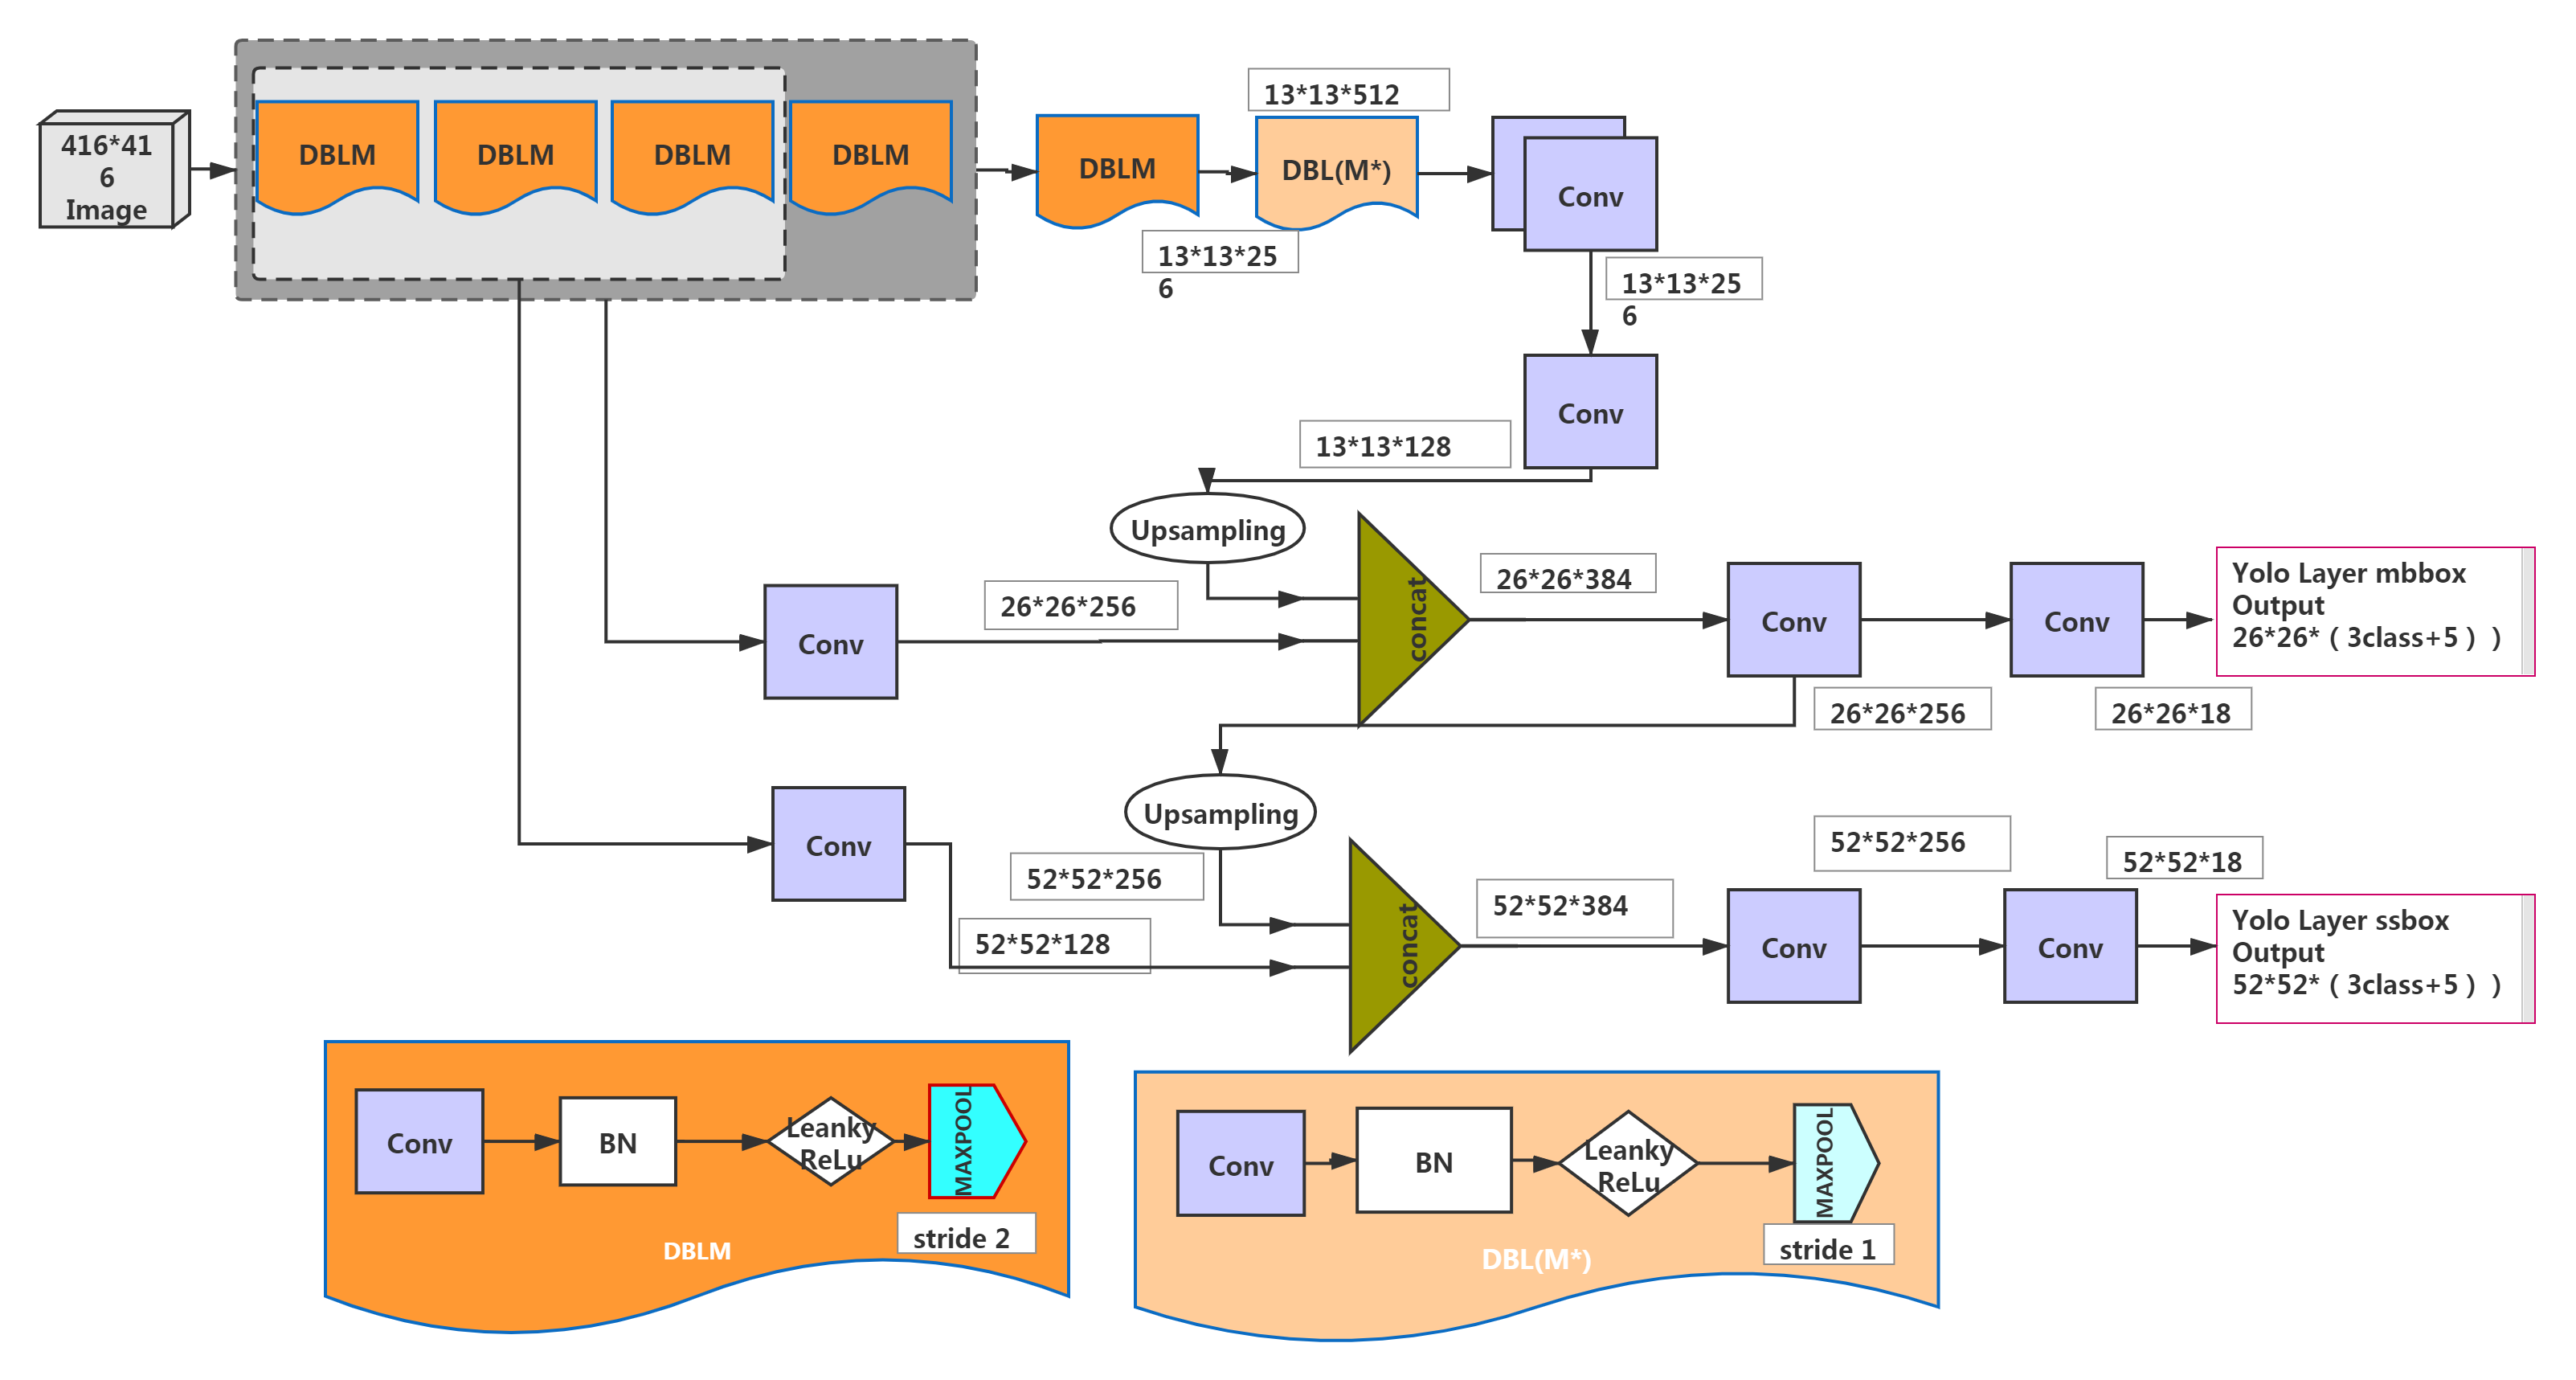 416*41
6
Image
DBLM
DBLM
DBLM
DBLM
DBLM
13*13*25
6
13*13*512
DBL(M*)
Conv
13*13*25
6
Conv
13*13*128
Upsampling
Conv
26*26*256
concat
26*26*384
Conv
26*26*256
Conv
26*26*18
Yolo Layer mbbox
Output
26*26*（3class+5））
Upsampling
Conv
52*52*256
52*52*128
concat
52*52*384
Conv
52*52*256
Conv
52*52*18
Yolo Layer ssbox
Output
52*52*（3class+5））
Conv
BN
Leanky
ReLu
MAXPOOL
stride 2
DBLM
Conv
BN
Leanky
ReLu
MAXPOOL
stride 1
DBL(M*)